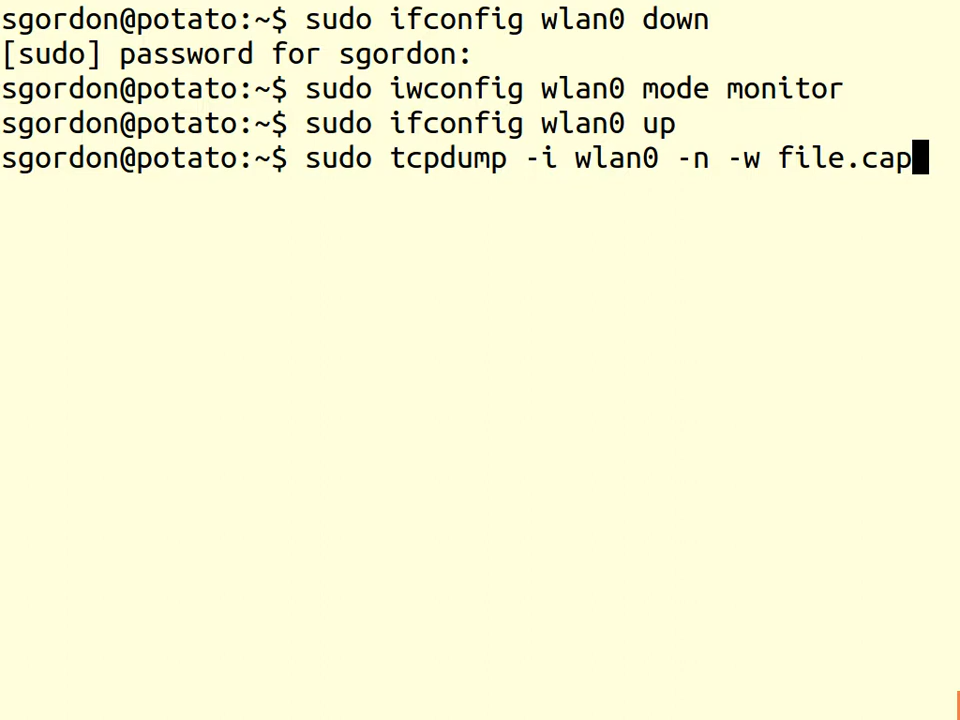 sgordon@potato:~$ sudo ifconfig wlan0 down
[sudo] password for sgordon:
sgordon@potato:~$ sudo iwconfig wlan0 mode monitor
sgordon@potato:~$ sudo ifconfig wlan0 up
sgordon@potato:~$ sudo tcpdump -i wlan0 -n -w file.cap